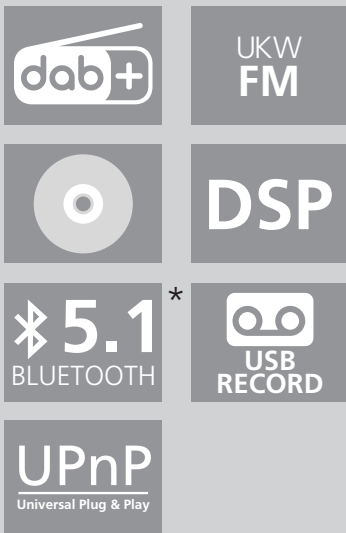 dab+
UKW
FM
DSP
5.1
*
BLUETOOTH
USB
RECORD
UPnP
Universal Plug & Play